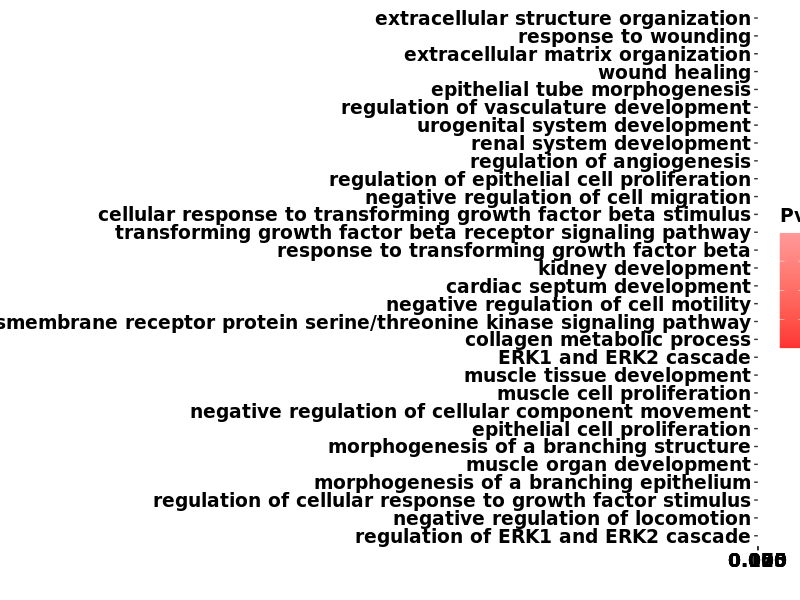 extracellular structure organization
response to wounding
extracellular matrix organization
wound healing
epithelial tube morphogenesis
regulation of vasculature development
urogenital system development
renal system development
regulation of angiogenesis
regulation of epithelial cell proliferation
negative regulation of cell migration
cellular response to transforming growth factor beta stimulus
transforming growth factor beta receptor signaling pathway
response to transforming growth factor beta
kidney development
cardiac septum development
negative regulation of cell motility
smembrane receptor protein serine/threonine kinase signaling pathway
collagen metabolic process
ERK1 and ERK2 cascade
muscle tissue development
muscle cell proliferation
negative regulation of cellular component movement
epithelial cell proliferation
morphogenesis of a branching structure
muscle organ development
morphogenesis of a branching epithelium
regulation of cellular response to growth factor stimulus
negative regulation of locomotion
regulation of ERK1 and ERK2 cascade
Pv